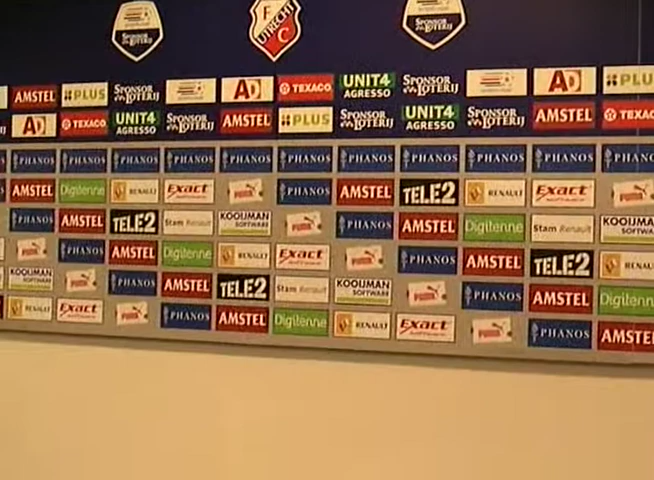 SPONSOR LOTERIJ FC UTRECHT SPONSOR LOTERIJ
AMSTEL PLUS SPONSOR LOTERIJ AD TEXACO UNIT4 AGRESSO SPONSOR LOTERIJ AD PLUS
AD TEXACO UNIT4 AGRESSO SPONSOR LOTERIJ AMSTEL PLUS SPONSOR LOTERIJ UNIT4 AGRESSO SPONSOR LOTERIJ AMSTEL TEXACO
PHANOS PHANOS PHANOS PHANOS PHANOS PHANOS PHANOS PHANOS PHANOS PHANOS PHANOS
AMSTEL Digitenne RENAULT Exact PUMA PHANOS AMSTEL TELE2 RENAULT Exact PUMA
PHANOS AMSTEL TELE2 Stam Renault KOOIJMAN SOFTWARE PUMA PHANOS AMSTEL Digitenne Stam Renault KOOIJMAN
PUMA PHANOS AMSTEL Digitenne RENAULT Exact PUMA PHANOS AMSTEL TELE2 RENAULT
KOOIJMAN SOFTWARE PUMA PHANOS AMSTEL TELE2 Stam Renault KOOIJMAN SOFTWARE PUMA PHANOS AMSTEL Digitenne
RENAULT Exact PUMA PHANOS AMSTEL Digitenne RENAULT Exact PUMA PHANOS AMSTEL